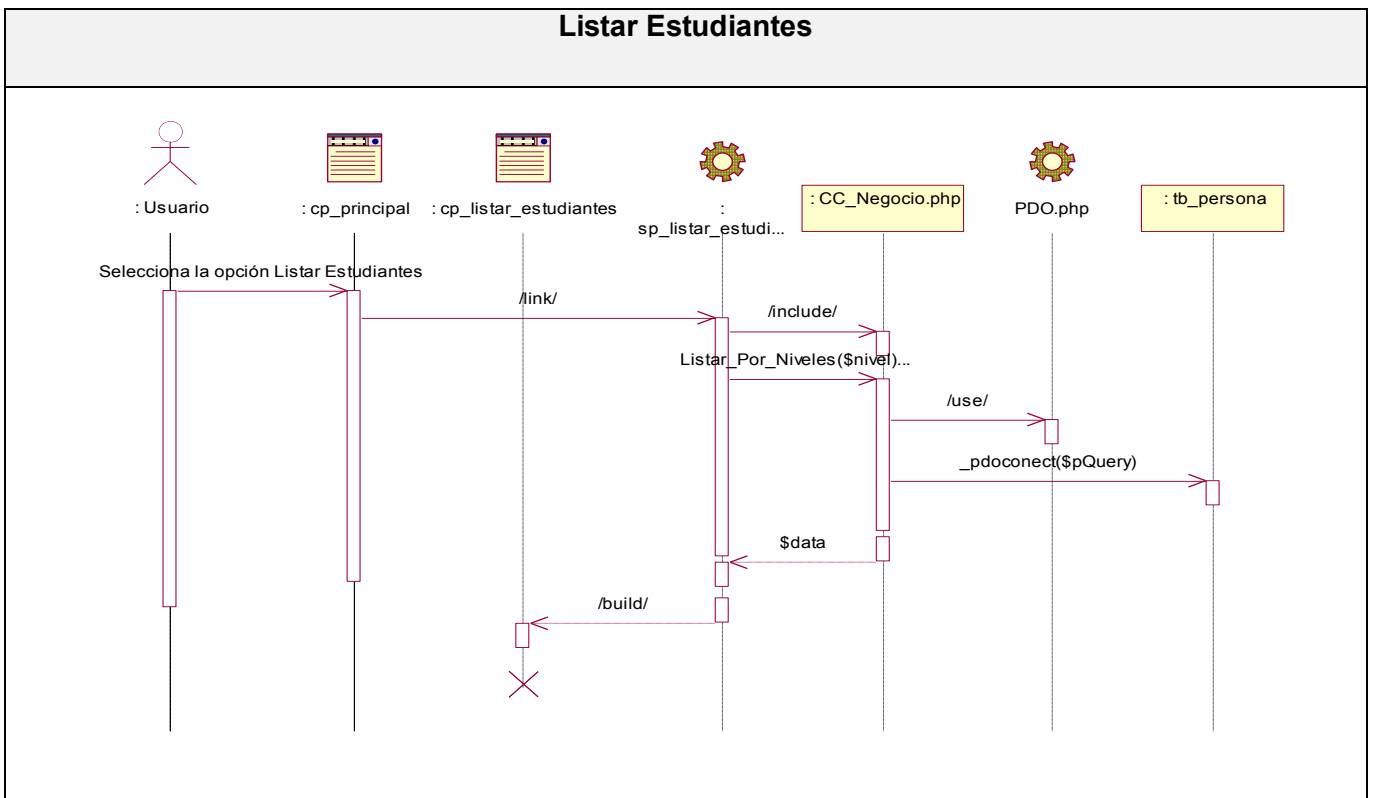 Listar Estudiantes
: Usuario
: cp_principal
: cp_listar_estudiantes
:
sp_listar_estudi...
: CC_Negocio.php
PDO.php
: tb_persona
Selecciona la opción Listar Estudiantes
/link/
/include/
Listar_Por_Niveles($nivel)...
/use/
_pdoconect($pQuery)
$data
/build/